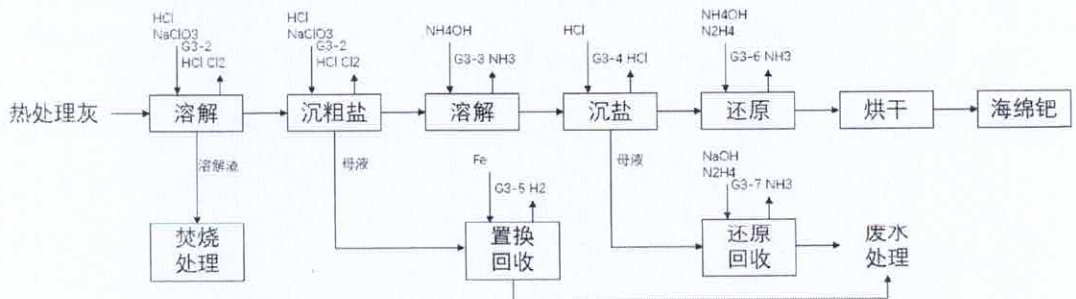 HCl
NaClO3
G3-2
HCl Cl2
HCl
NaClO3
G3-2
HCl Cl2
NH4OH
G3-3 NH3
HCl
G3-4 HCl
NH4OH
N2H4
G3-6 NH3
热处理灰
溶解
沉粗盐
溶解
沉盐
还原
烘干
海绵钯
溶解渣
母液
Fe
G3-5 H2
母液
NaOH
N2H4
G3-7 NH3
焚烧
处理
置换
回收
还原
回收
废水
处理